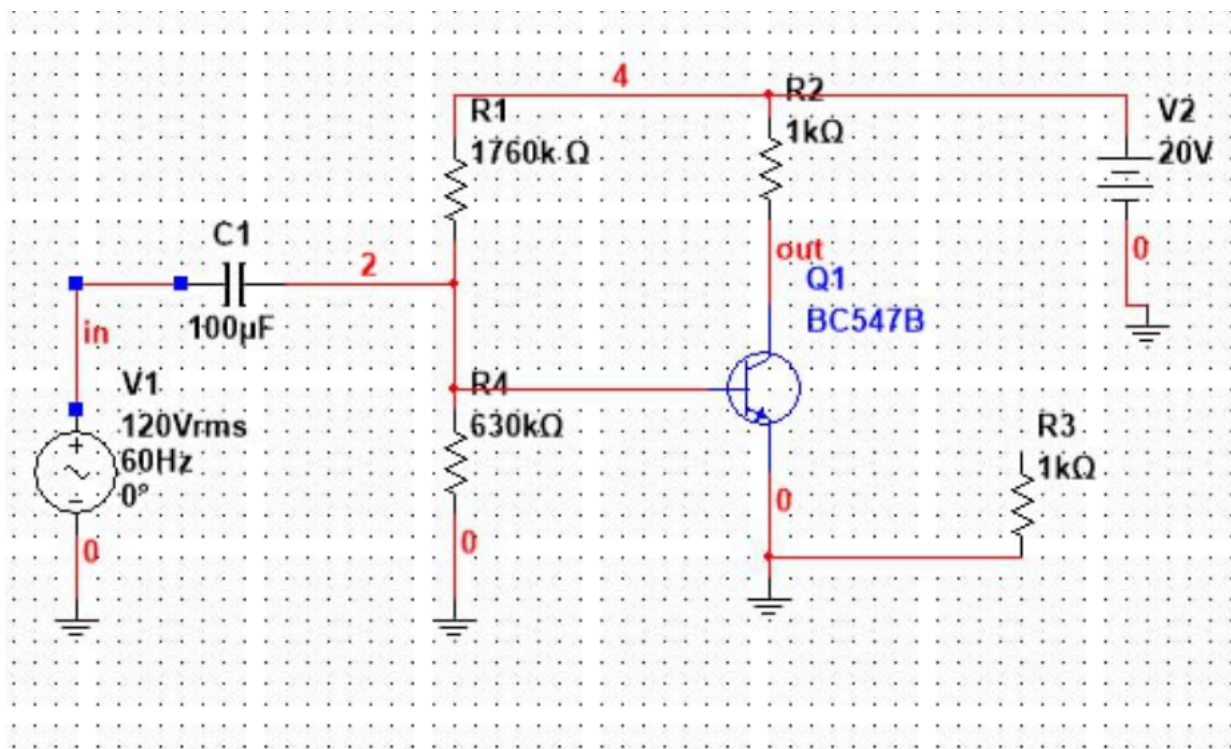 4
R1
1760k Ω
R2
1kΩ
V2
20V
C1
100µF
2
out
Q1
BC547B
0
in
V1
120Vrms
60Hz
0°
0
R4
630kΩ
0
0
R3
1kΩ